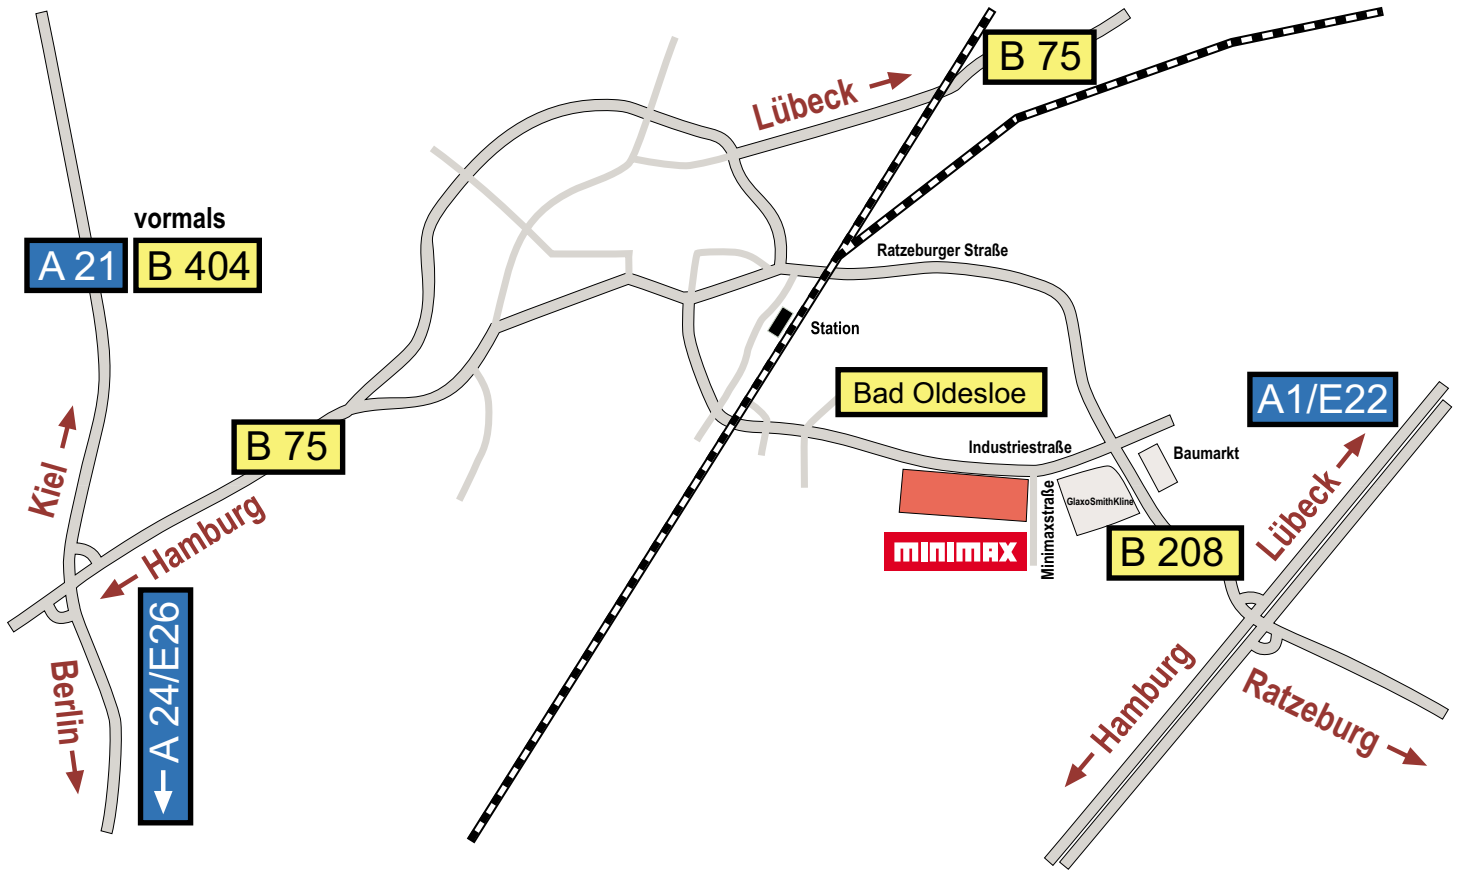 B 75
Lübeck
vormals
A 21
B 404
Ratzeburger Straße
Station
Bad Oldesloe
A1/E22
B 75
Industriestraße
Baumarkt
Kiel
GlaxoSmithKline
Minimaxstraße
Lübeck
Hamburg
MINIMAX
B 208
A 24/E26
Berlin
Hamburg
Ratzeburg